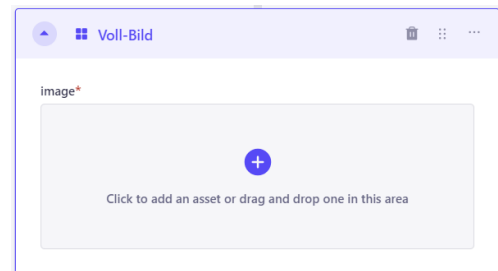 Voll-Bild
image*
Click to add an asset or drag and drop one in this area